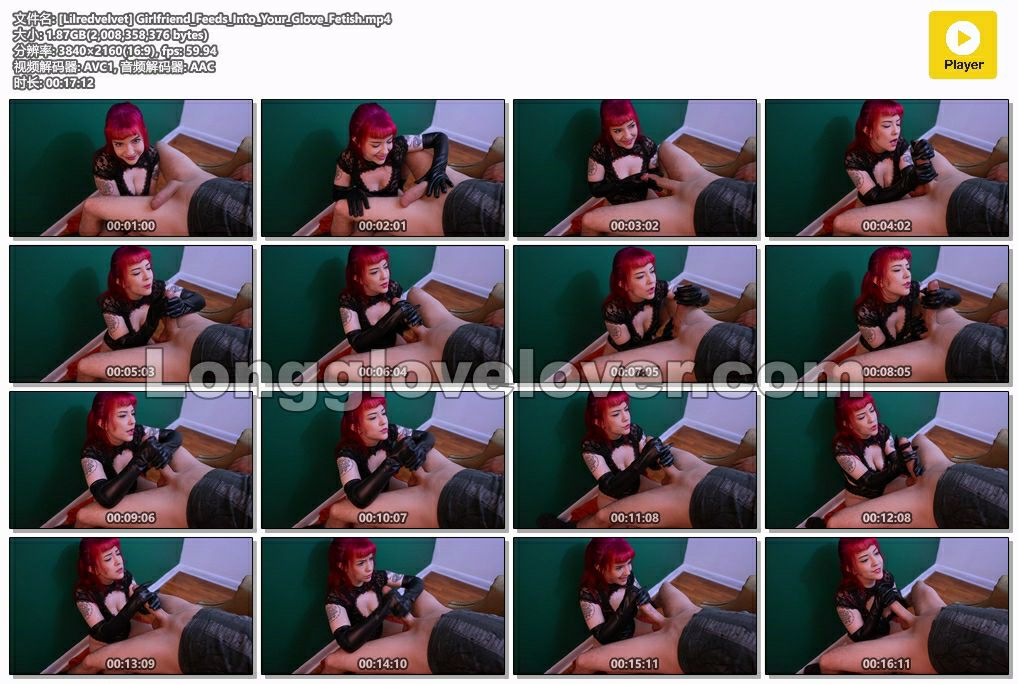 文件名: [Lilredvelvet] Girlfriend_Feeds_Into_Your_Glove_Fetish.mp4
大小: 1.87GB(2,008,358,376 bytes)
分辨率: 3840×2160(16:9), fps: 59.94
视频解码器: AVC1, 音频解码器: AAC
时长: 00:17:12
Player
00:01:00
00:02:01
00:03:02
00:04:02
00:05:03
00:06:04
00:07:05
00:08:05
Longglovelover.com
00:09:06
00:10:07
00:11:08
00:12:08
00:13:09
00:14:10
00:15:11
00:16:11